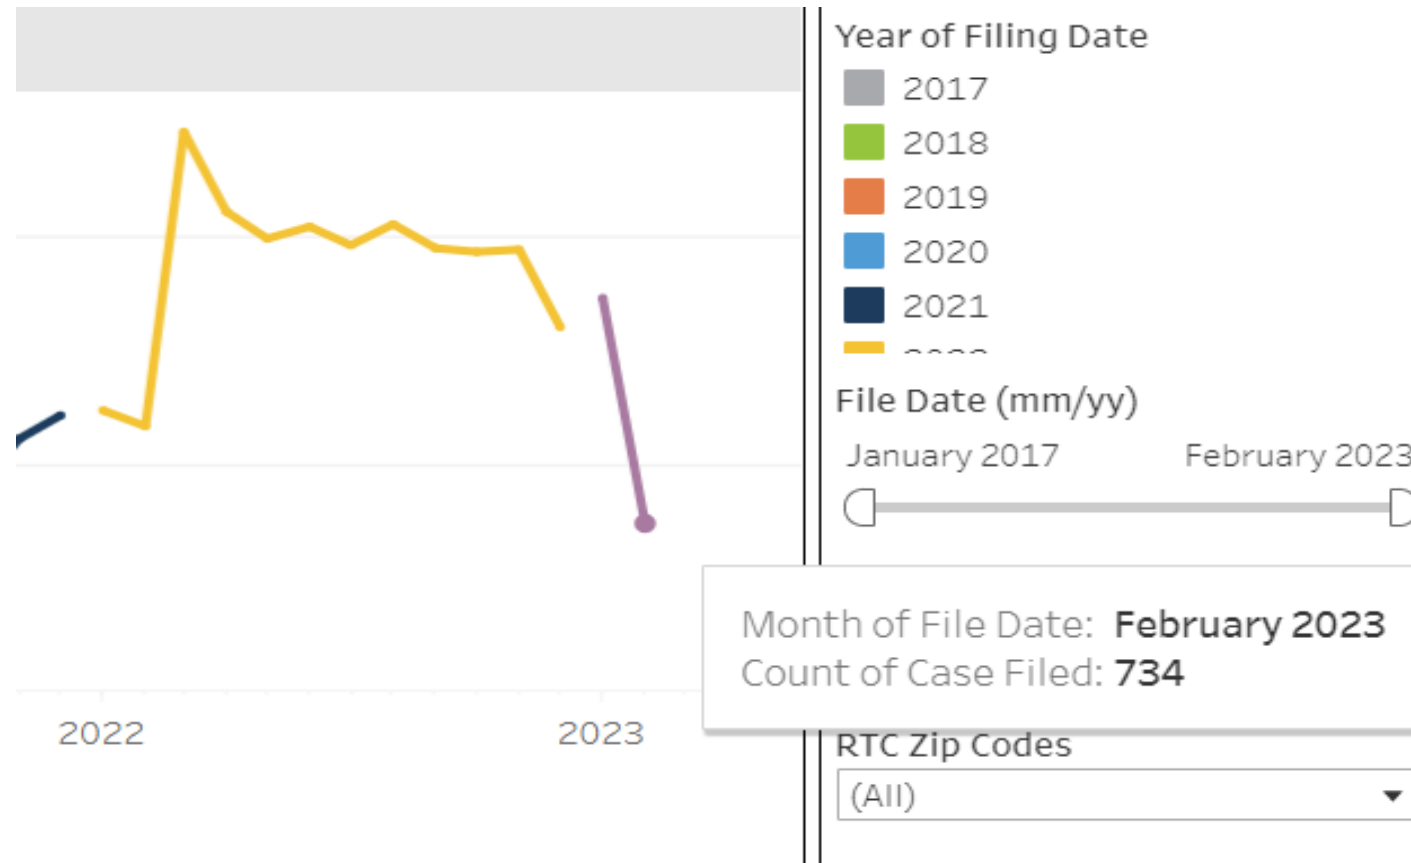 Year of Filing Date
2017
2018
2019
2020
2021
File Date (mm/yy)
January 2017 February 2023
Month of File Date: February 2023
Count of Case Filed: 734
2022 2023
RTC Zip Codes
(All)